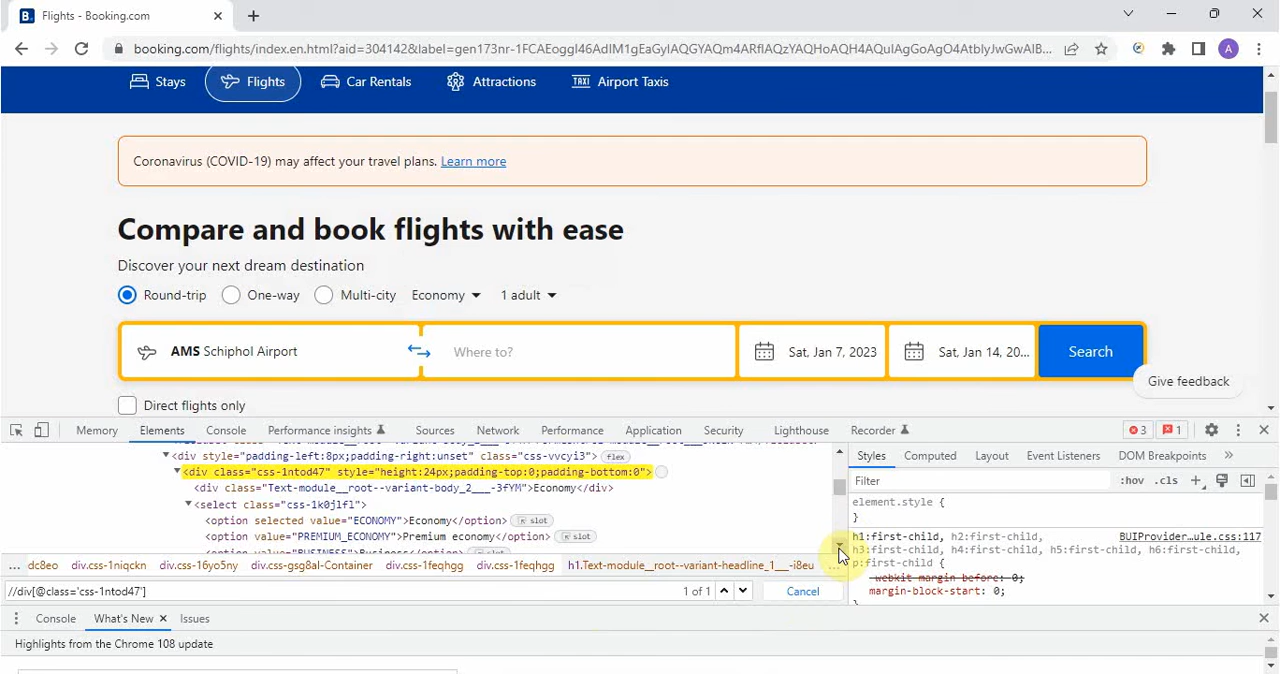 Flights - Booking.com
booking.com/flights/index.en.html?aid=304142&label=gen173nr-1FCAEoggI46AdIM1gEaGyIAQGYAQm4ARfIAQzYAQHoAQH4AQuIAgGoAgO4AtbIyJwGwAIB...
A
Stays
Flights
Car Rentals
Attractions
TAXI
Airport Taxis
Coronavirus (COVID-19) may affect your travel plans. Learn more
Compare and book flights with ease
Discover your next dream destination
Round-trip One-way Multi-city Economy 1 adult
AMS Schiphol Airport
Where to?
Sat, Jan 7, 2023
Sat, Jan 14, 20...
Search
Give feedback
Direct flights only
Memory Elements Console Performance insights Sources Network Performance Application Security Lighthouse Recorder 3 1
<div style="padding-left:8px;padding-right:unset" class="css-vvcyi3"> flex
<div class="css-1ntod47" style="height:24px;padding-top:0;padding-bottom:0">
<div class="Text-module__root--variant-body_2___-3fYM">Economy</div>
<select class="css-1k0jlfl">
<option selected value="ECONOMY">Economy</option> slot
<option value="PREMIUM_ECONOMY">Premium economy</option> slot
<option value="BUSINESS">Business</option> slot
... dc8eo div.css-1niqckn div.css-16yo5ny div.css-gsg8al-Container div.css-1feqhgg div.css-1feqhgg h1.Text-module__root--variant-headline_1___-i8eu ...
//div[@class='css-1ntod47']
1 of 1
Cancel
Styles Computed Layout Event Listeners DOM Breakpoints »
Filter
:hov .cls +
element.style {
}
h1:first-child, h2:first-child, BUIProvider…ule.css:117
h3:first-child, h4:first-child, h5:first-child, h6:first-child,
p:first-child {
-webkit-margin-before: 0;
margin-block-start: 0;
}
Console What's New Issues
Highlights from the Chrome 108 update